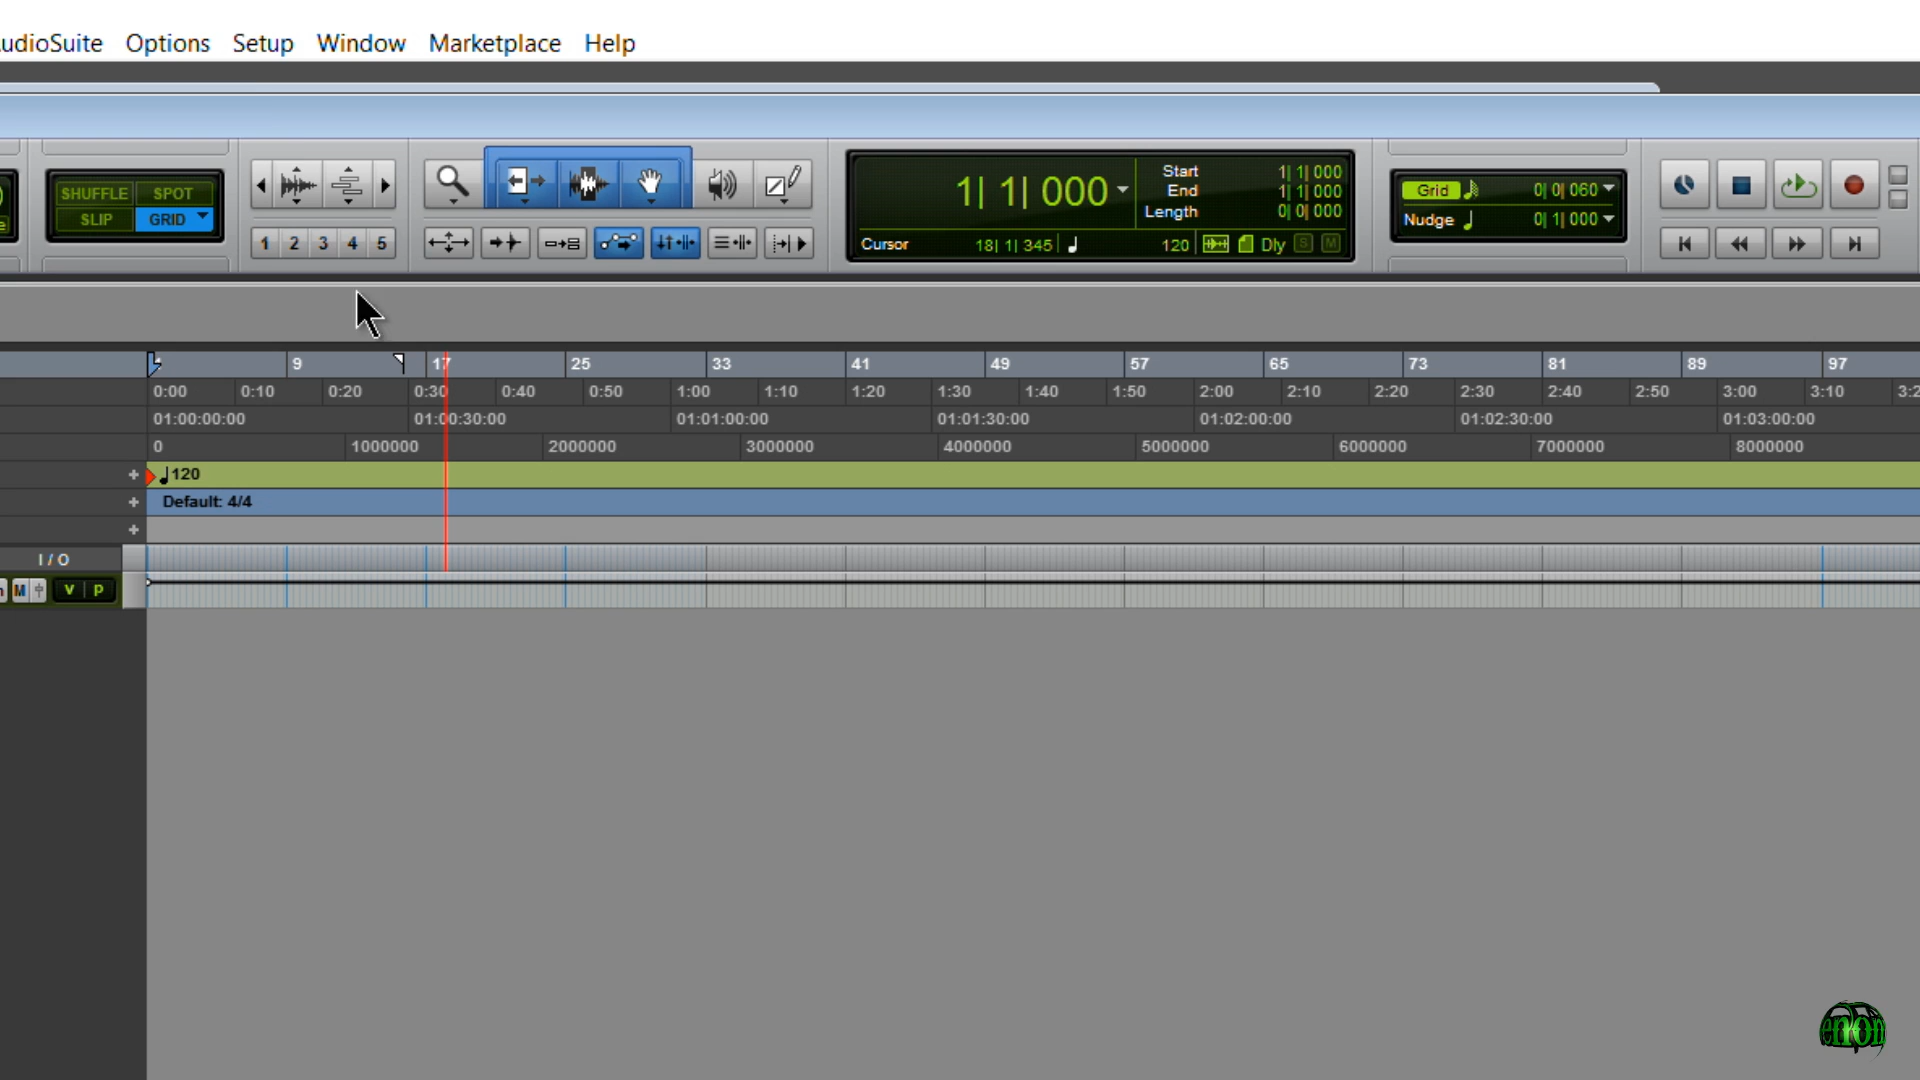 udioSuite Options Setup Window Marketplace Help
SHUFFLE SPOT
SLIP GRID
1 2 3 4 5
1| 1| 000
Start 1| 1| 000
End 1| 1| 000
Length 0| 0| 000
Cursor 18| 1| 345 120 Dly S M
Grid 0| 0| 060
Nudge 0| 1| 000
9 17 25 33 41 49 57 65 73 81 89 97
0:00 0:10 0:20 0:30 0:40 0:50 1:00 1:10 1:20 1:30 1:40 1:50 2:00 2:10 2:20 2:30 2:40 2:50 3:00 3:10 3:2
01:00:00:00 01:00:30:00 01:01:00:00 01:01:30:00 01:02:00:00 01:02:30:00 01:03:00:00
0 1000000 2000000 3000000 4000000 5000000 6000000 7000000 8000000
+ 120
+ Default: 4/4
+
I / O
M V P